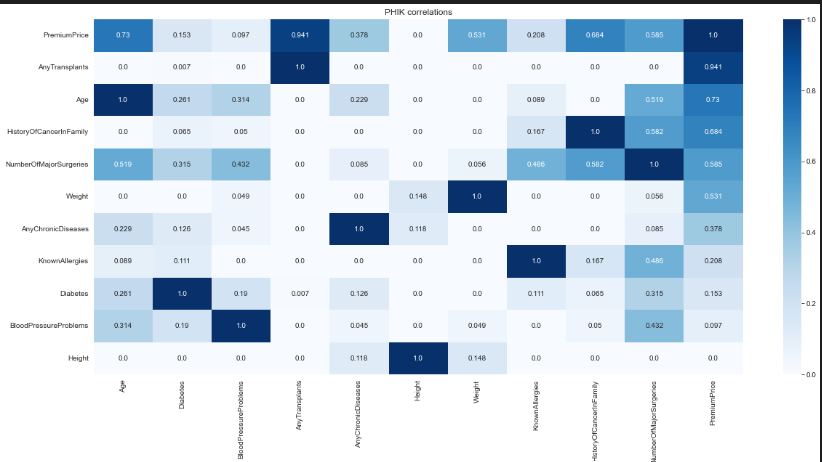 PHIK correlations
PremiumPrice 0.73 0.153 0.097 0.941 0.378 0.0 0.531 0.208 0.684 0.585 1.0
AnyTransplants 0.0 0.007 0.0 1.0 0.0 0.0 0.0 0.0 0.0 0.0 0.941
Age 1.0 0.261 0.314 0.0 0.229 0.0 0.0 0.089 0.0 0.519 0.73
HistoryOfCancerInFamily 0.0 0.065 0.05 0.0 0.0 0.0 0.0 0.167 1.0 0.582 0.684
NumberOfMajorSurgeries 0.519 0.315 0.432 0.0 0.085 0.0 0.056 0.486 0.582 1.0 0.585
Weight 0.0 0.0 0.049 0.0 0.0 0.148 1.0 0.0 0.0 0.056 0.531
AnyChronicDiseases 0.229 0.126 0.045 0.0 1.0 0.118 0.0 0.0 0.0 0.085 0.378
KnownAllergies 0.089 0.111 0.0 0.0 0.0 0.0 0.0 1.0 0.167 0.486 0.208
Diabetes 0.261 1.0 0.19 0.007 0.126 0.0 0.0 0.111 0.065 0.315 0.153
BloodPressureProblems 0.314 0.19 1.0 0.0 0.045 0.0 0.049 0.0 0.05 0.432 0.097
Height 0.0 0.0 0.0 0.0 0.118 1.0 0.148 0.0 0.0 0.0 0.0
Age
Diabetes
BloodPressureProblems
AnyTransplants
AnyChronicDiseases
Height
Weight
KnownAllergies
HistoryOfCancerInFamily
NumberOfMajorSurgeries
PremiumPrice
1.0
0.8
0.6
0.4
0.2
0.0